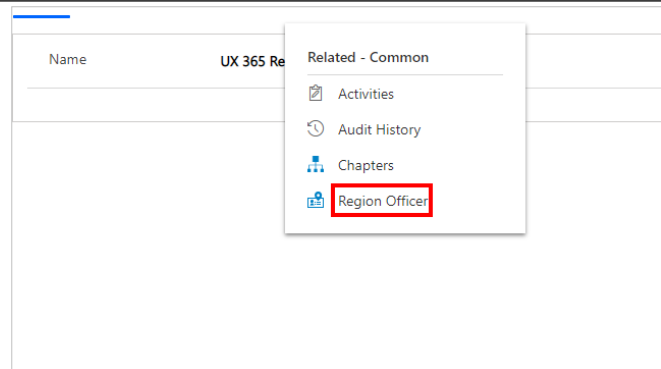 Name
UX 365 Re
Related - Common
Activities
Audit History
Chapters
Region Officer